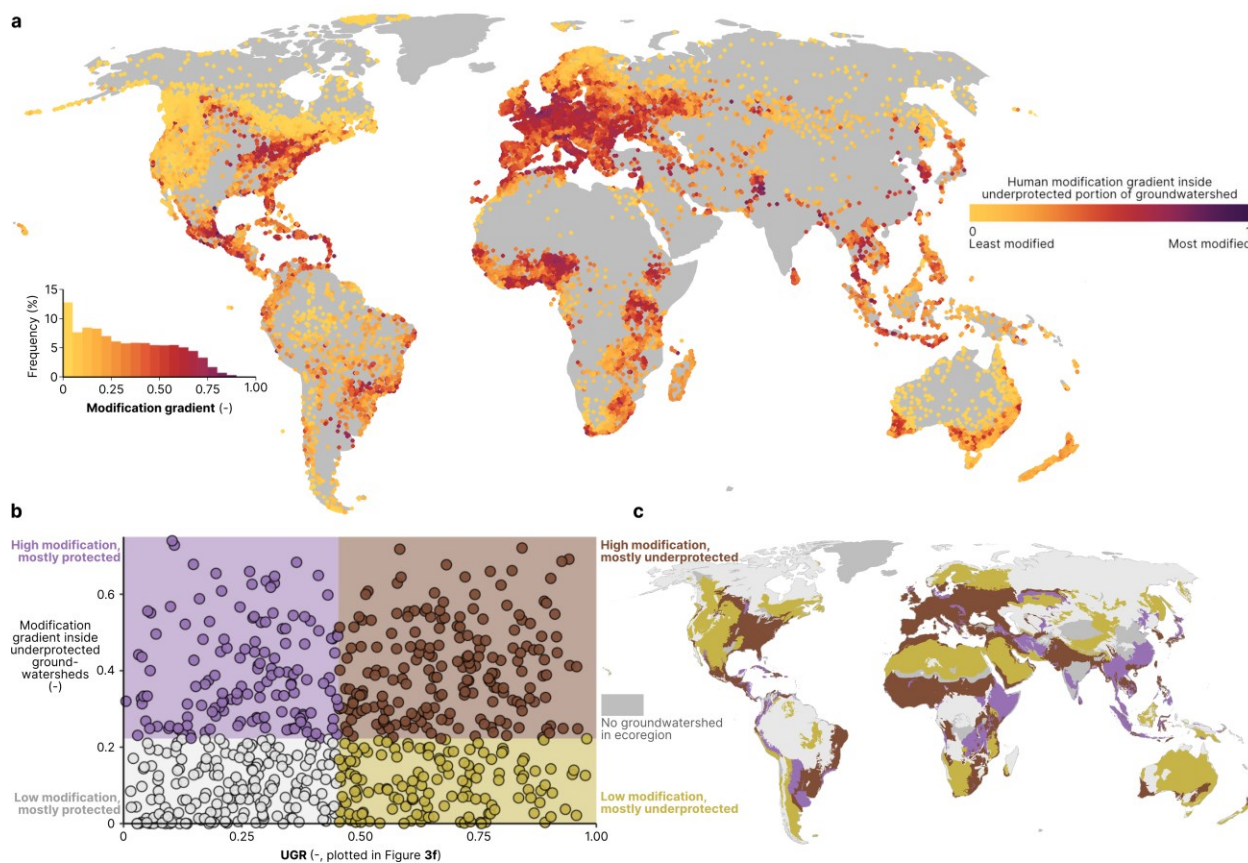 a
Human modification gradient inside
underprotected portion of groundwatershed
0
1
Least modified
Most modified
15
10
5
0
Frequency (%)
0
0.25
0.50
0.75
1.00
Modification gradient (-)
b
High modification,
mostly protected
0.6
Modification
gradient inside
underprotected
ground-
watersheds
(-)
0.4
0.2
Low modification,
mostly protected
0
0
0.25
0.50
0.75
1.00
UGR (-, plotted in Figure 3f)
c
High modification,
mostly underprotected
No groundwatershed
in ecoregion
Low modification,
mostly underprotected